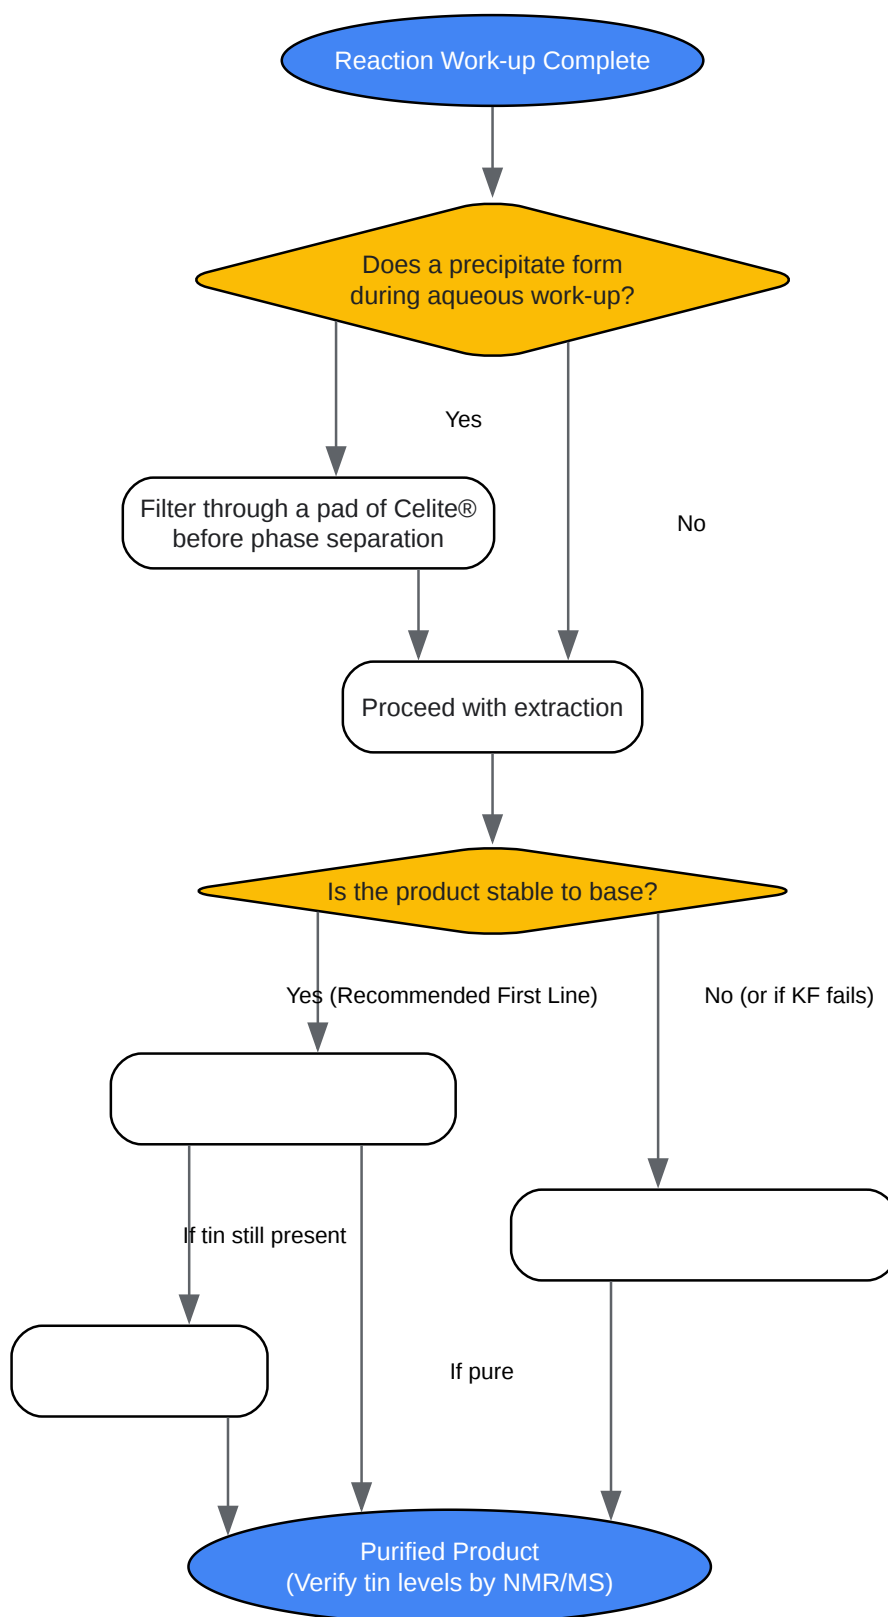 Reaction Work-up Complete
Does a precipitate form
during aqueous work-up?
Yes
Filter through a pad of Celite®
before phase separation
No
Proceed with extraction
Is the product stable to base?
Yes (Recommended First Line)
No (or if KF fails)
If tin still present
If pure
Purified Product
(Verify tin levels by NMR/MS)